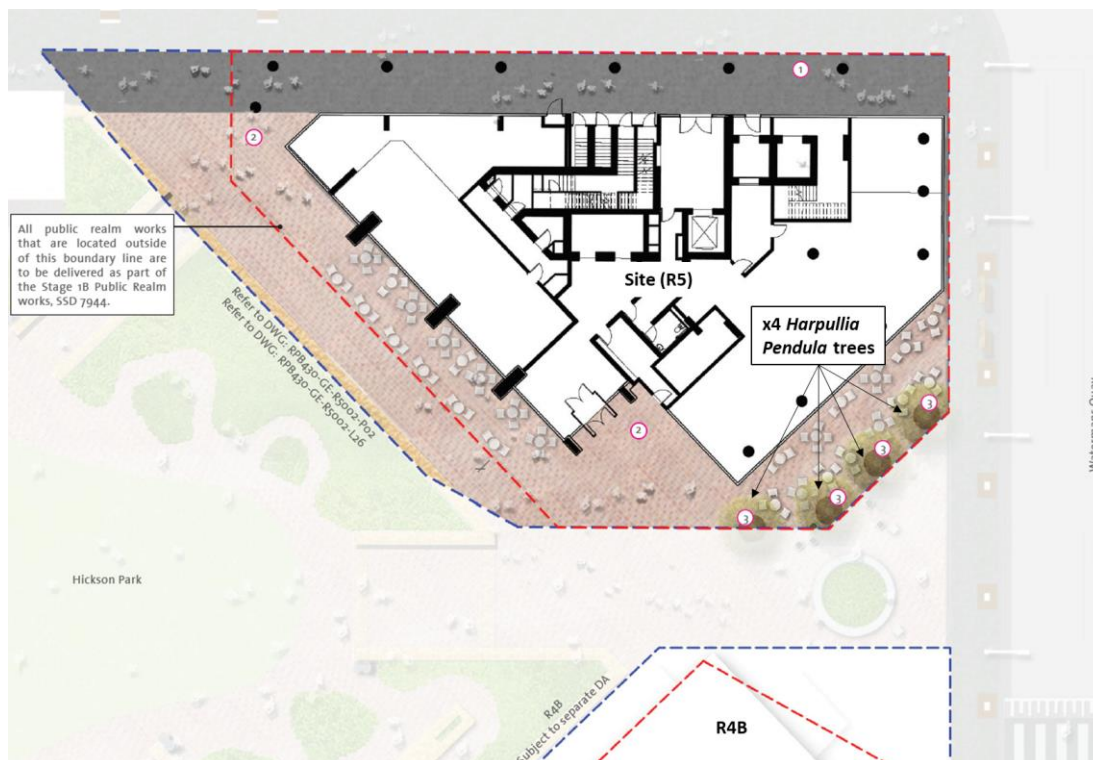 1
2
All public realm works
that are located outside
of this boundary line are
to be delivered as part of
the Stage 1B Public Realm
works, SSD 7944.
Site (R5)
x4 Harpullia
Pendula trees
Refer to DWG: RPB430-GE-R5002-P02
Refer to DWG: RPB430-GE-R5002-L26
2
3
3
3
3
Hickson Park
R4B
Subject to separate DA
R4B